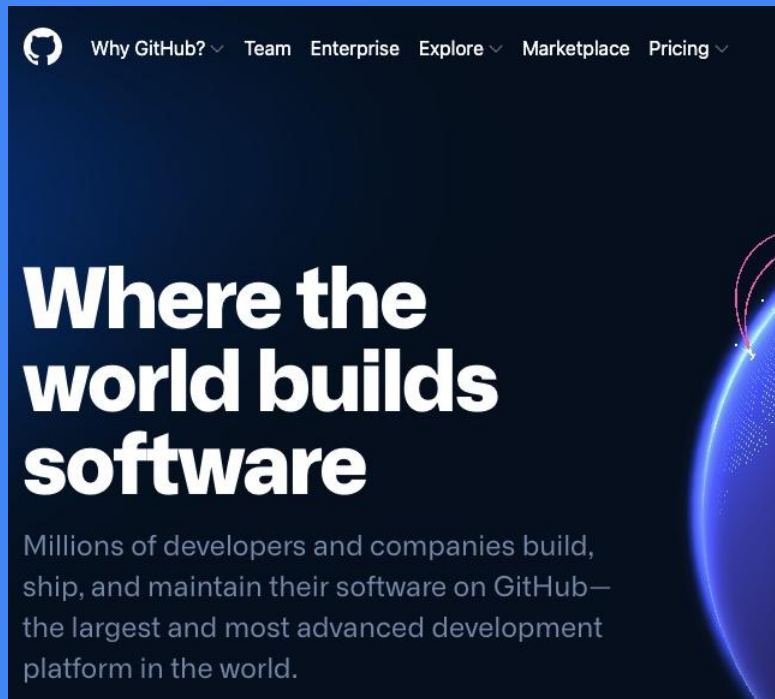 Why GitHub? Team Enterprise Explore Marketplace Pricing
Where the
world builds
software
Millions of developers and companies build,
ship, and maintain their software on GitHub—
the largest and most advanced development
platform in the world.